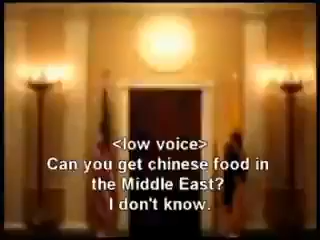 <low voice>
Can you get chinese food in
the Middle East?
I don't know.